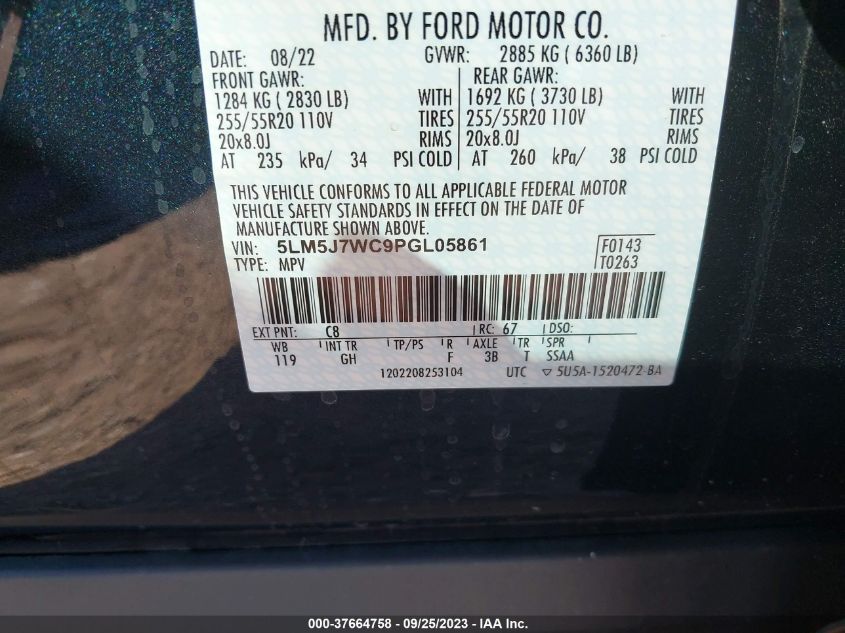 MFD. BY FORD MOTOR CO.
DATE: 08/22 GVWR: 2885 KG ( 6360 LB)
FRONT GAWR: REAR GAWR:
1284 KG ( 2830 LB) WITH 1692 KG ( 3730 LB) WITH
255/55R20 110V TIRES 255/55R20 110V TIRES
20x8.0J RIMS 20x8.0J RIMS
AT 235 kPa/ 34 PSI COLD AT 260 kPa/ 38 PSI COLD
THIS VEHICLE CONFORMS TO ALL APPLICABLE FEDERAL MOTOR
VEHICLE SAFETY STANDARDS IN EFFECT ON THE DATE OF
MANUFACTURE SHOWN ABOVE.
VIN: 5LM5J7WC9PGL05861 F0143
TYPE: MPV T0263
EXT PNT: C8 RC: 67 DSO:
WB INT TR TP/PS R AXLE TR SPR
119 GH F 3B T SSAA
1202208253104 UTC ▽ 5U5A-1520472-BA
000-37664758 - 09/25/2023 - IAA Inc.